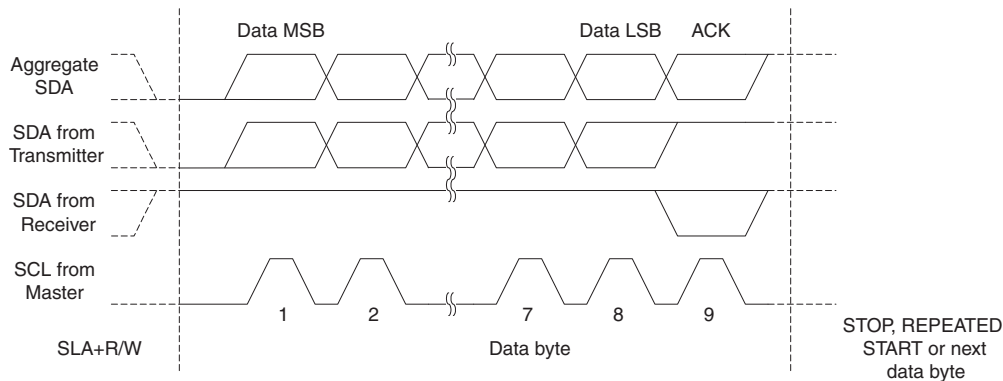 Data MSB
Data LSB
ACK
Aggregate
SDA
SDA from
Transmitter
SDA from
Receiver
SCL from
Master
1
2
7
8
9
SLA+R/W
Data byte
STOP, REPEATED
START or next
data byte